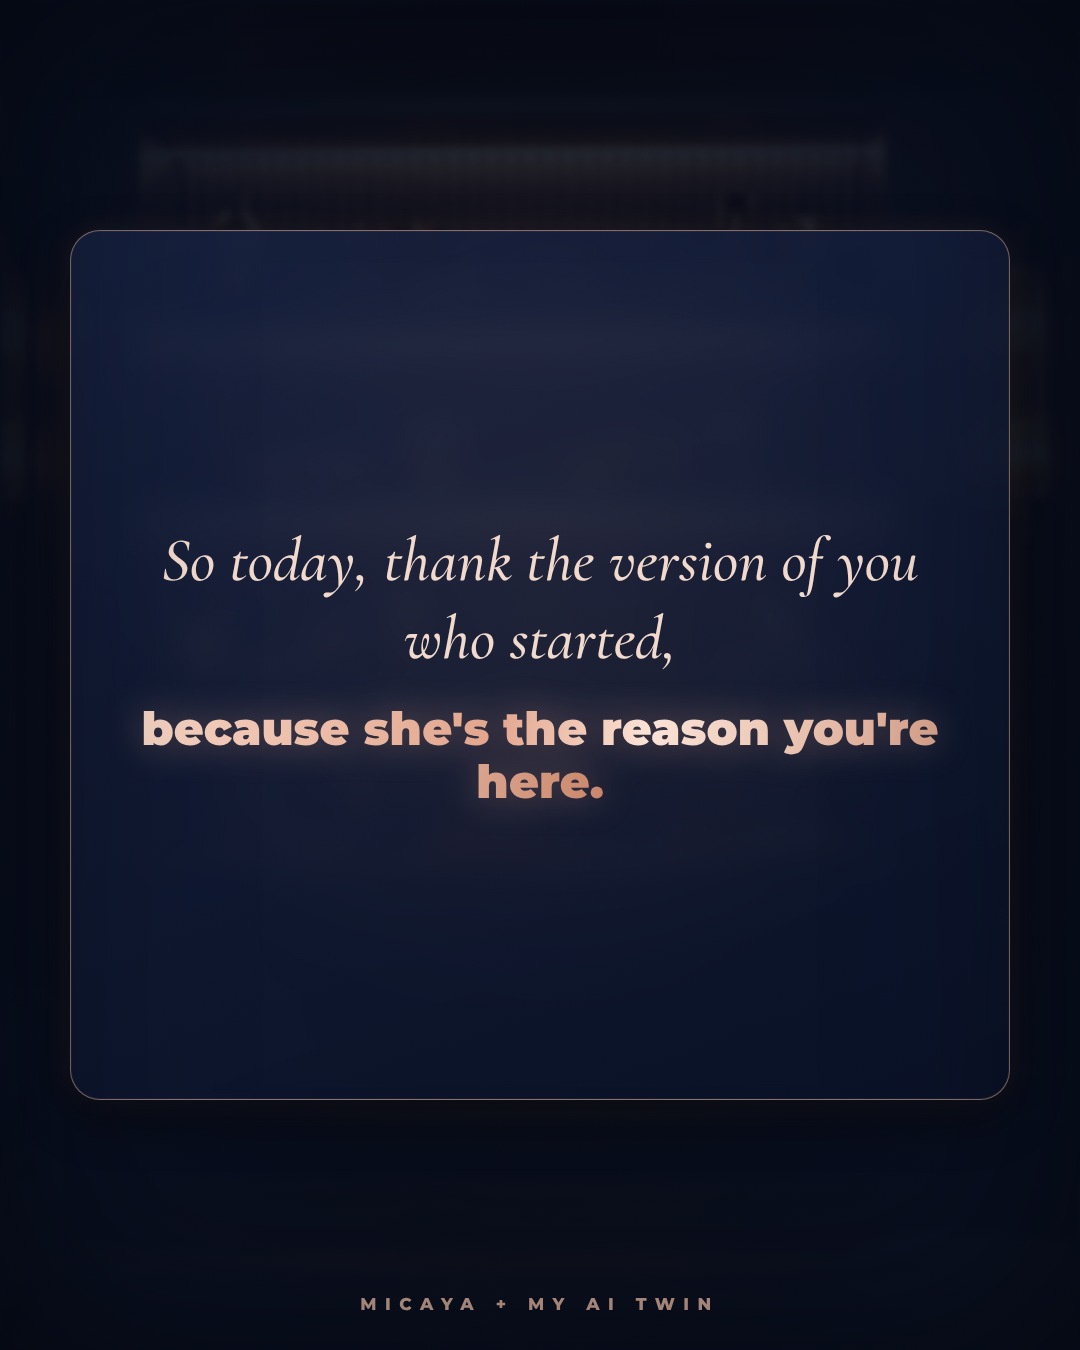 So today, thank the version of you
who started,
because she's the reason you're
here.
MICAYA + MY AI TWIN